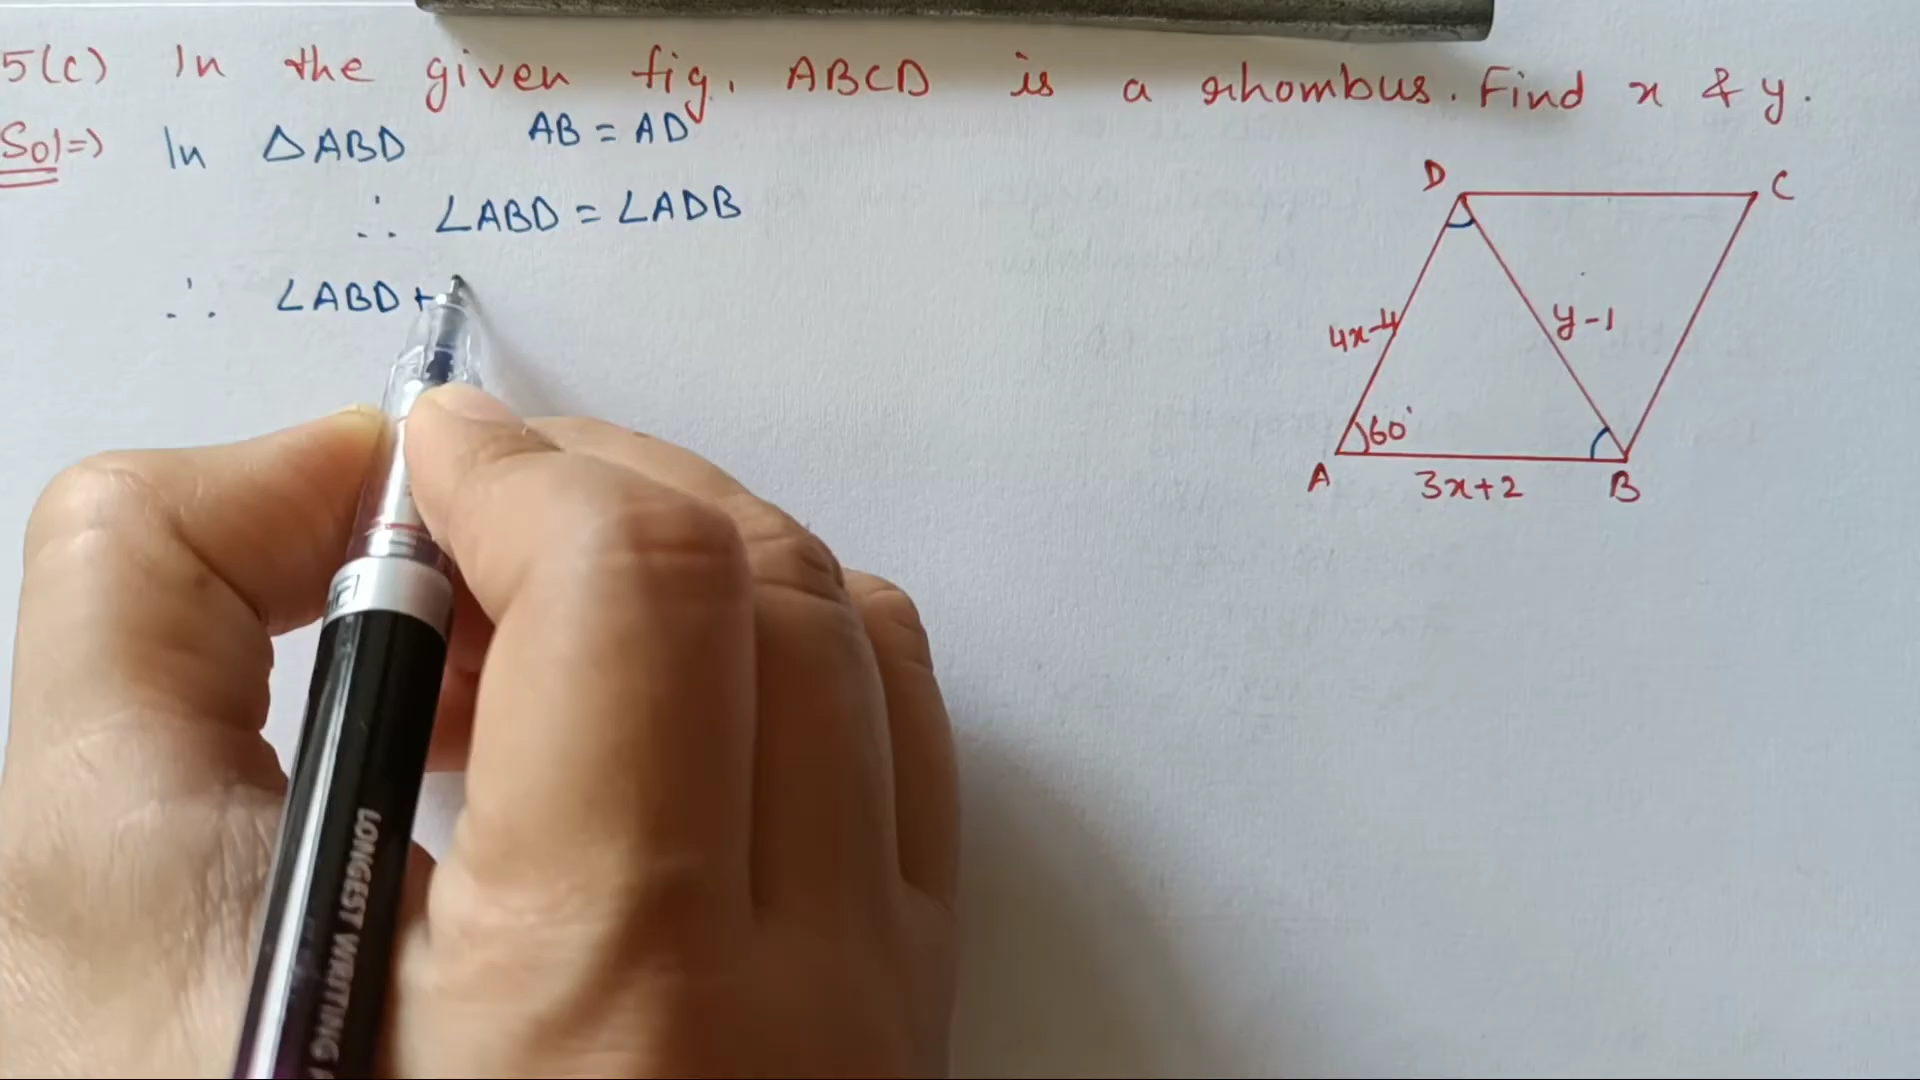 5(c) In the given fig. ABCD is a rhombus. Find x & y.
Sol⇒ In △ABD AB = AD
∴ ∠ABD = ∠ADB
∴ ∠ABD +
D
C
4x-4
y-1
60°
A
3x+2
B
LONGEST WRITING